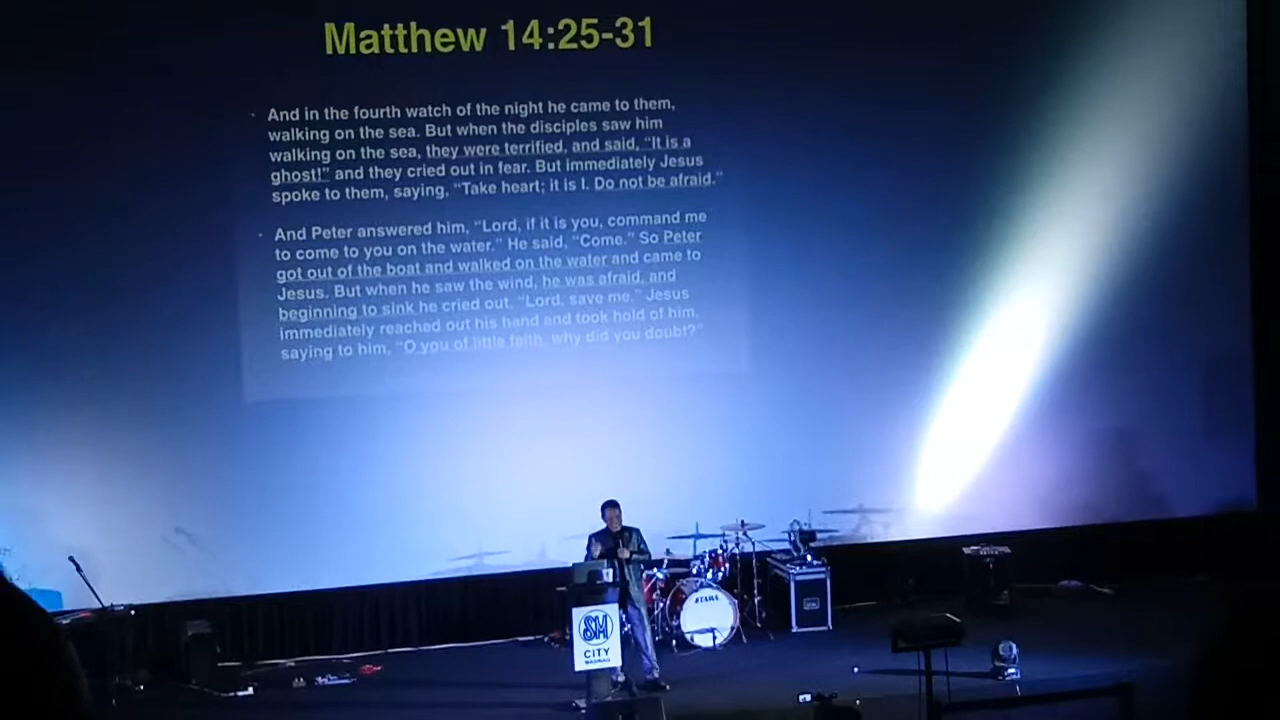 Matthew 14:25-31
And in the fourth watch of the night he came to them,
walking on the sea. But when the disciples saw him
walking on the sea, they were terrified, and said, “It is a
ghost!” and they cried out in fear. But immediately Jesus
spoke to them, saying, “Take heart; it is I. Do not be afraid.”
And Peter answered him, “Lord, if it is you, command me
to come to you on the water.” He said, “Come.” So Peter
got out of the boat and walked on the water and came to
Jesus. But when he saw the wind, he was afraid, and
beginning to sink he cried out, “Lord, save me.” Jesus
immediately reached out his hand and took hold of him,
saying to him, “O you of little faith, why did you doubt?”
TAMA
SM
CITY